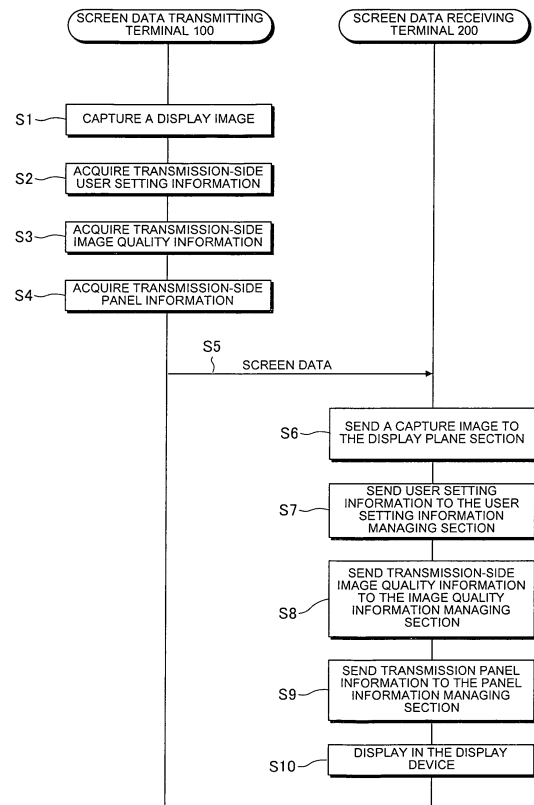 SCREEN DATA TRANSMITTING
TERMINAL 100
SCREEN DATA RECEIVING
TERMINAL 200
S1
CAPTURE A DISPLAY IMAGE
S2
ACQUIRE TRANSMISSION-SIDE
USER SETTING INFORMATION
S3
ACQUIRE TRANSMISSION-SIDE
IMAGE QUALITY INFORMATION
S4
ACQUIRE TRANSMISSION-SIDE
PANEL INFORMATION
S5
SCREEN DATA
S6
SEND A CAPTURE IMAGE TO
THE DISPLAY PLANE SECTION
S7
SEND USER SETTING
INFORMATION TO THE USER
SETTING INFORMATION
MANAGING SECTION
S8
SEND TRANSMISSION-SIDE
IMAGE QUALITY INFORMATION
TO THE IMAGE QUALITY
INFORMATION MANAGING
SECTION
S9
SEND TRANSMISSION PANEL
INFORMATION TO THE PANEL
INFORMATION MANAGING
SECTION
S10
DISPLAY IN THE DISPLAY
DEVICE